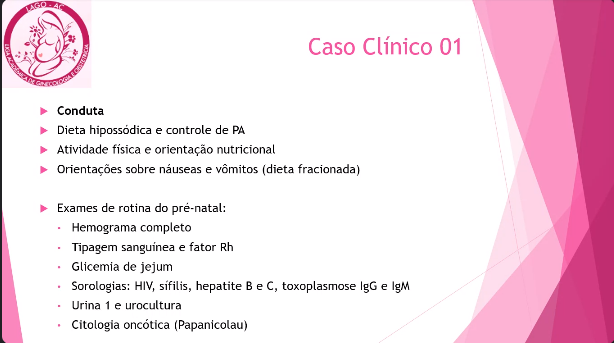 LAGO - AC
LIGA ACADÊMICA DE GINECOLOGIA E OBSTETRÍCIA
Caso Clínico 01
Conduta
Dieta hipossódica e controle de PA
Atividade física e orientação nutricional
Orientações sobre náuseas e vômitos (dieta fracionada)
Exames de rotina do pré-natal:
Hemograma completo
Tipagem sanguínea e fator Rh
Glicemia de jejum
Sorologias: HIV, sífilis, hepatite B e C, toxoplasmose IgG e IgM
Urina 1 e urocultura
Citologia oncótica (Papanicolau)